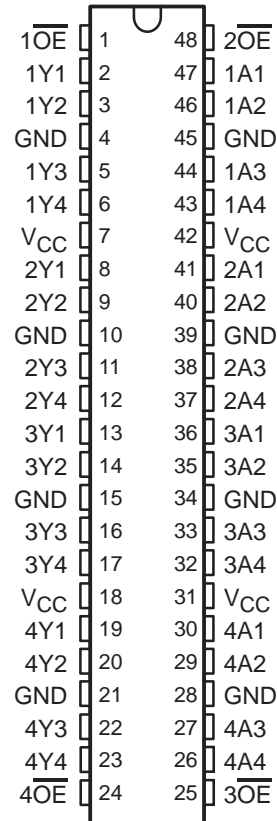 1O̅E̅ 1 48 2O̅E̅
1Y1 2 47 1A1
1Y2 3 46 1A2
GND 4 45 GND
1Y3 5 44 1A3
1Y4 6 43 1A4
VCC 7 42 VCC
2Y1 8 41 2A1
2Y2 9 40 2A2
GND 10 39 GND
2Y3 11 38 2A3
2Y4 12 37 2A4
3Y1 13 36 3A1
3Y2 14 35 3A2
GND 15 34 GND
3Y3 16 33 3A3
3Y4 17 32 3A4
VCC 18 31 VCC
4Y1 19 30 4A1
4Y2 20 29 4A2
GND 21 28 GND
4Y3 22 27 4A3
4Y4 23 26 4A4
4O̅E̅ 24 25 3O̅E̅